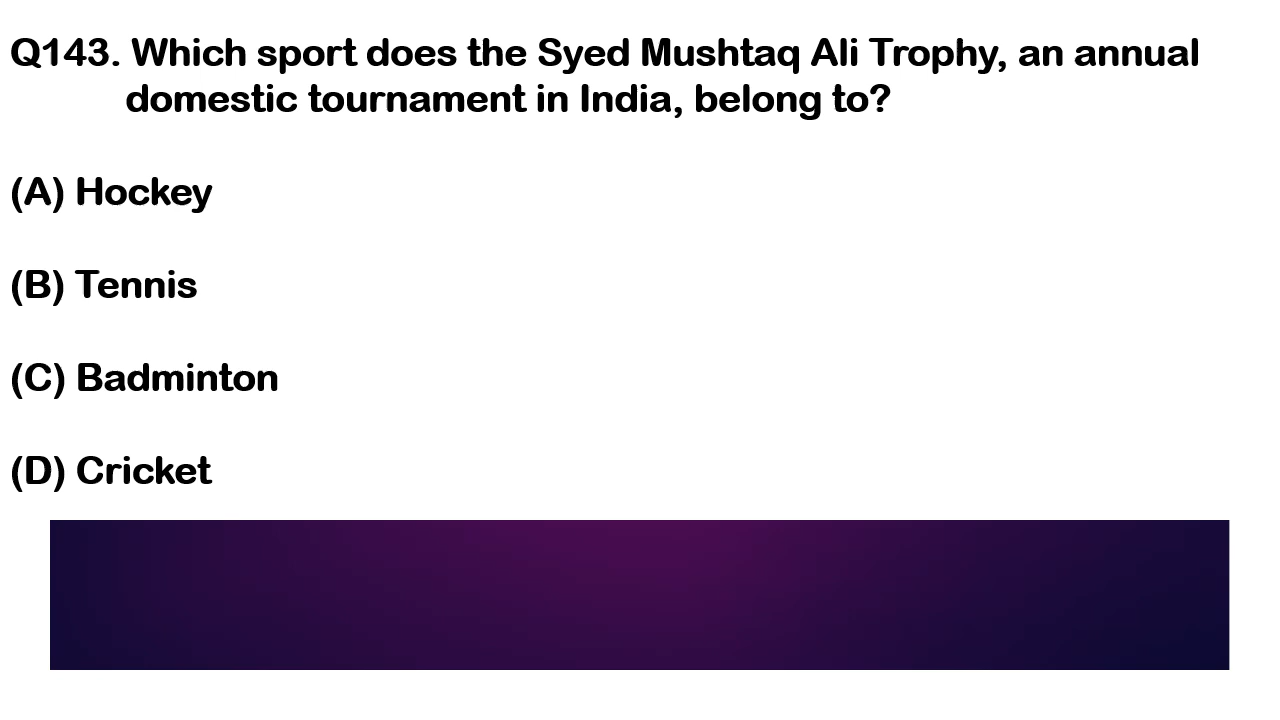 Q143. Which sport does the Syed Mushtaq Ali Trophy, an annual
domestic tournament in India, belong to?
(A) Hockey
(B) Tennis
(C) Badminton
(D) Cricket